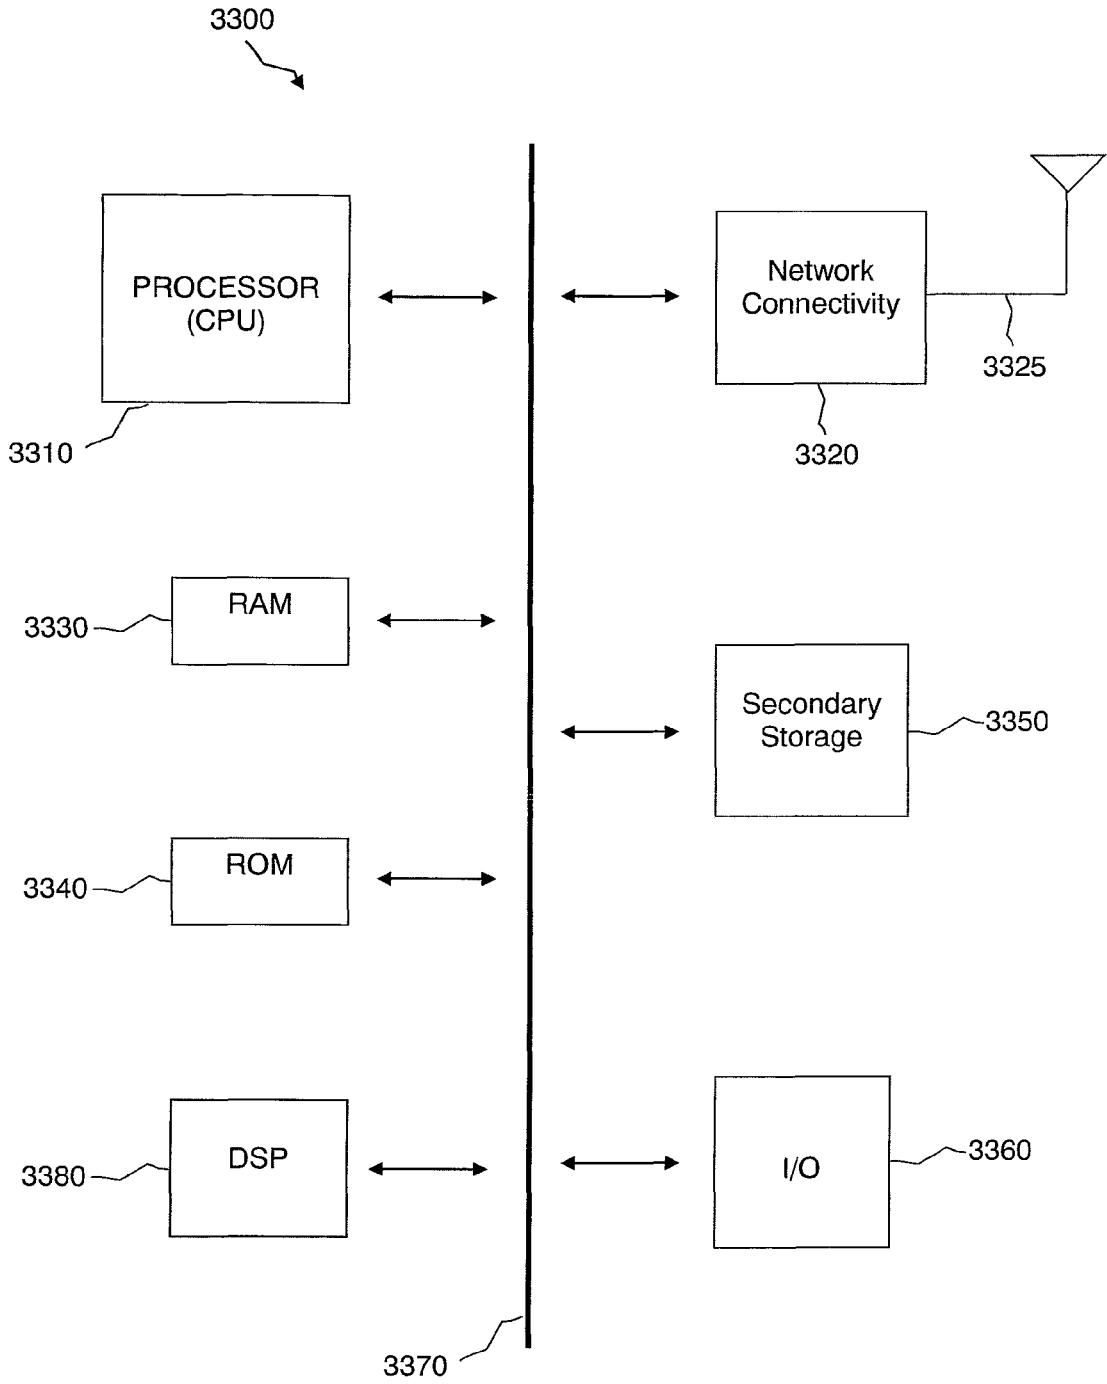 3300
PROCESSOR
(CPU)
3310
Network
Connectivity
3325
3320
RAM
3330
Secondary
Storage
3350
ROM
3340
DSP
3380
I/O
3360
3370